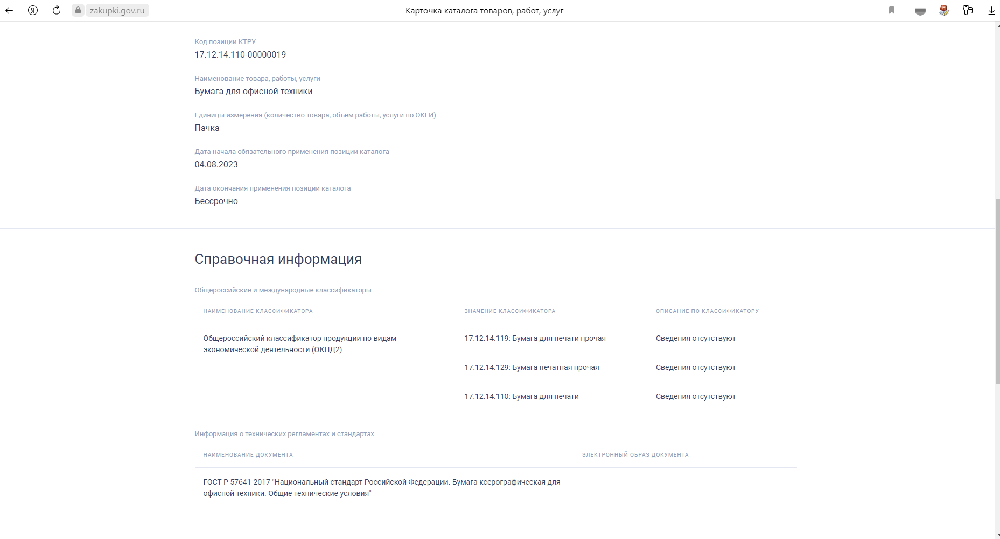 zakupki.gov.ru
Карточка каталога товаров, работ, услуг
Код позиции КТРУ
17.12.14.110-00000019
Наименование товара, работы, услуги
Бумага для офисной техники
Единицы измерения (количество товара, объем работы, услуги по ОКЕИ)
Пачка
Дата начала обязательного применения позиции каталога
04.08.2023
Дата окончания применения позиции каталога
Бессрочно
Справочная информация
Общероссийские и международные классификаторы
НАИМЕНОВАНИЕ КЛАССИФИКАТОРА ЗНАЧЕНИЕ КЛАССИФИКАТОРА ОПИСАНИЕ ПО КЛАССИФИКАТОРУ
Общероссийский классификатор продукции по видам 17.12.14.119: Бумага для печати прочая Сведения отсутствуют
экономической деятельности (ОКПД2)
17.12.14.129: Бумага печатная прочая Сведения отсутствуют
17.12.14.110: Бумага для печати Сведения отсутствуют
Информация о технических регламентах и стандартах
НАИМЕНОВАНИЕ ДОКУМЕНТА ЭЛЕКТРОННЫЙ ОБРАЗ ДОКУМЕНТА
ГОСТ Р 57641-2017 "Национальный стандарт Российской Федерации. Бумага ксерографическая для
офисной техники. Общие технические условия"